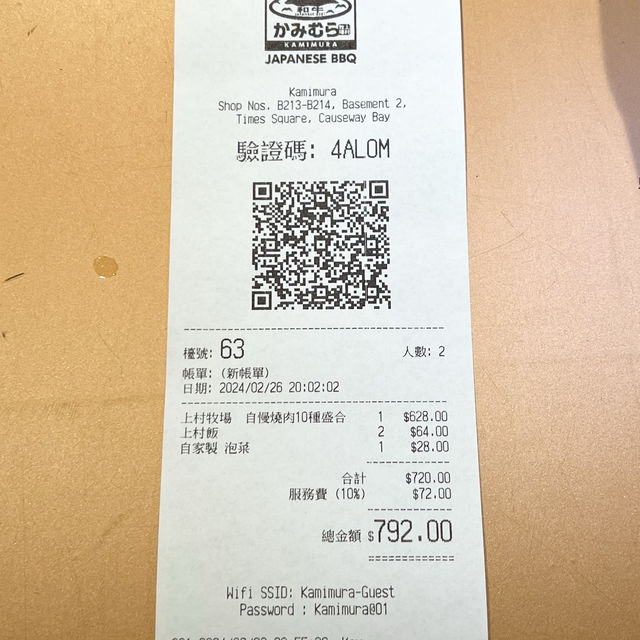 和牛
かみむら
KAMIMURA
JAPANESE BBQ
Kamimura
Shop Nos. B213-B214, Basement 2,
Times Square, Causeway Bay
驗證碼: 4ALOM
檯號: 63 人數: 2
帳單: (新帳單)
日期: 2024/02/26 20:02:02
上村牧場 自慢燒肉10種盛合 1 $628.00
上村飯 2 $64.00
自家製 泡菜 1 $28.00
合計 $720.00
服務費 (10%) $72.00
總金額 $792.00
Wifi SSID: Kamimura-Guest
Password : Kamimura@01